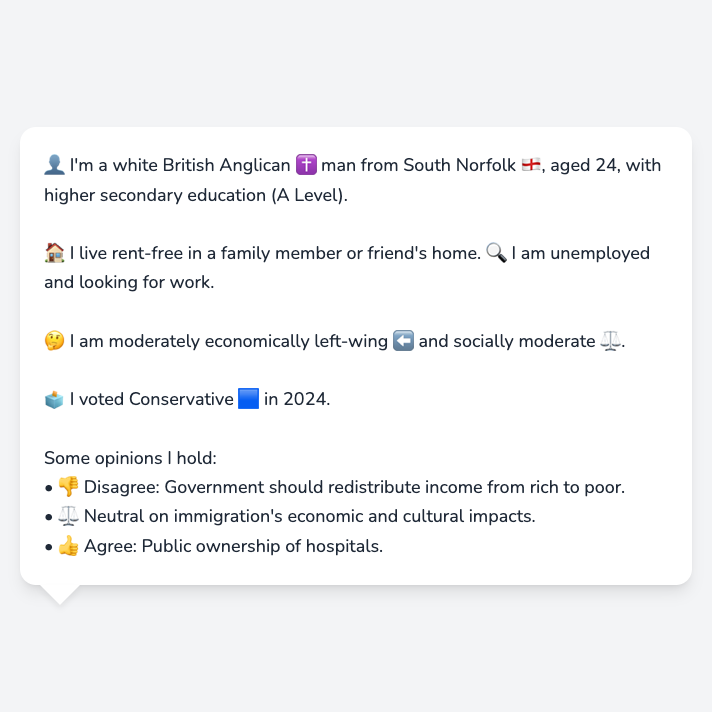 👤 I'm a white British Anglican ✝️ man from South Norfolk 🏴󠁧󠁢󠁥󠁮󠁧󠁿, aged 24, with
higher secondary education (A Level).
🏠 I live rent-free in a family member or friend's home. 🔍 I am unemployed
and looking for work.
🤔 I am moderately economically left-wing ⬅️ and socially moderate ⚖️.
🗳️ I voted Conservative 🟦 in 2024.
Some opinions I hold:
• 👎 Disagree: Government should redistribute income from rich to poor.
• ⚖️ Neutral on immigration's economic and cultural impacts.
• 👍 Agree: Public ownership of hospitals.